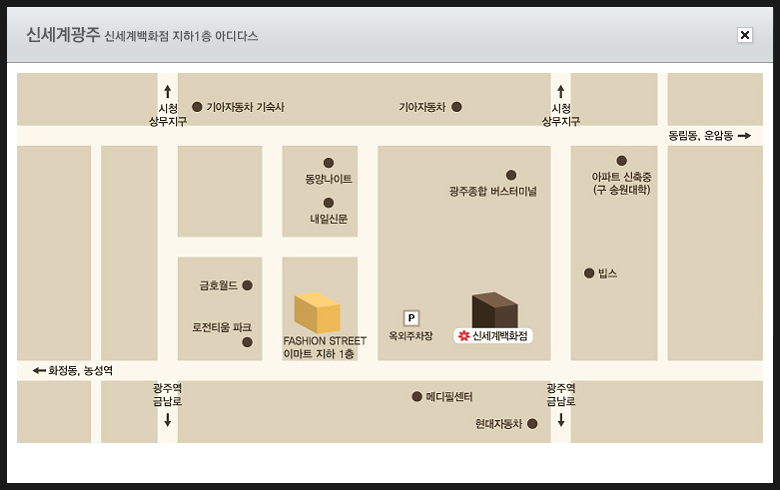 신세계광주 신세계백화점 지하1층 아디다스
시청
상무지구
기아자동차 기숙사
기아자동차
시청
상무지구
동림동, 운암동
동양나이트
내일신문
광주종합 버스터미널
아파트 신축중
(구 송원대학)
빕스
금호월드
로전티움 파크
FASHION STREET
이마트 지하 1층
P
옥외주차장
신세계백화점
화정동, 농성역
광주역
금남로
메디필센터
현대자동차
광주역
금남로